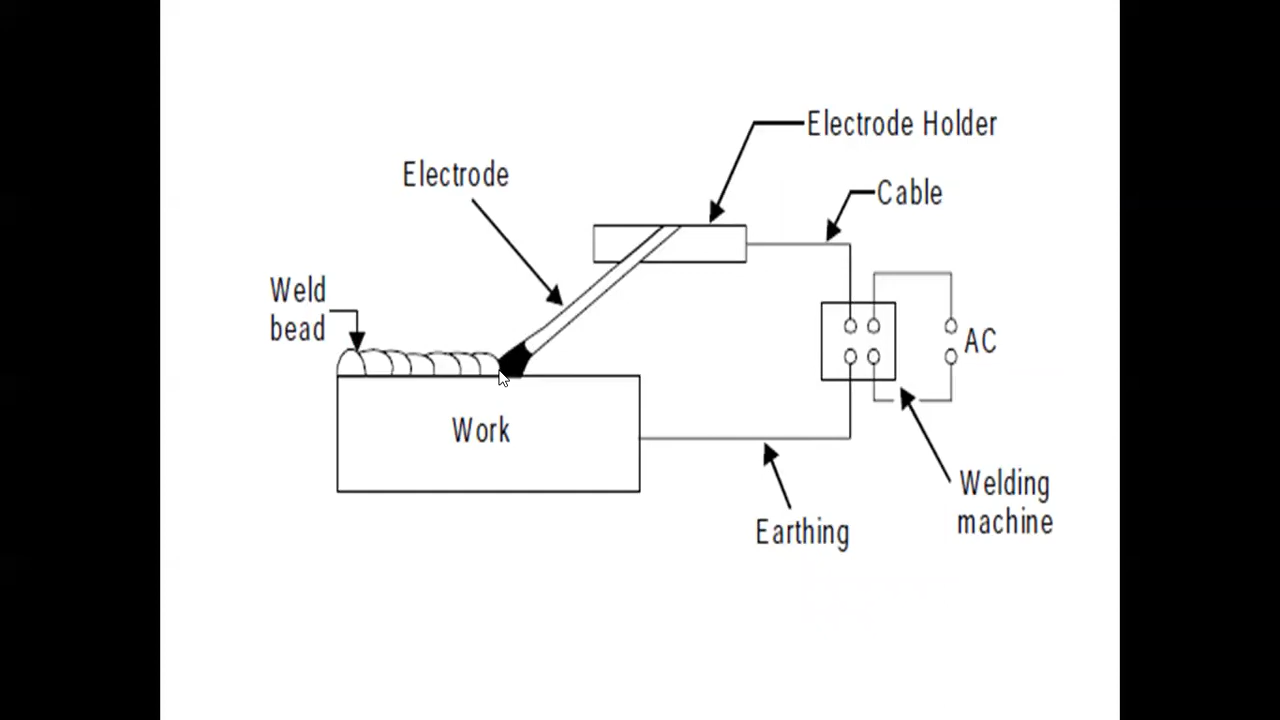 Electrode Holder
Electrode
Cable
Weld
bead
AC
Work
Welding
machine
Earthing